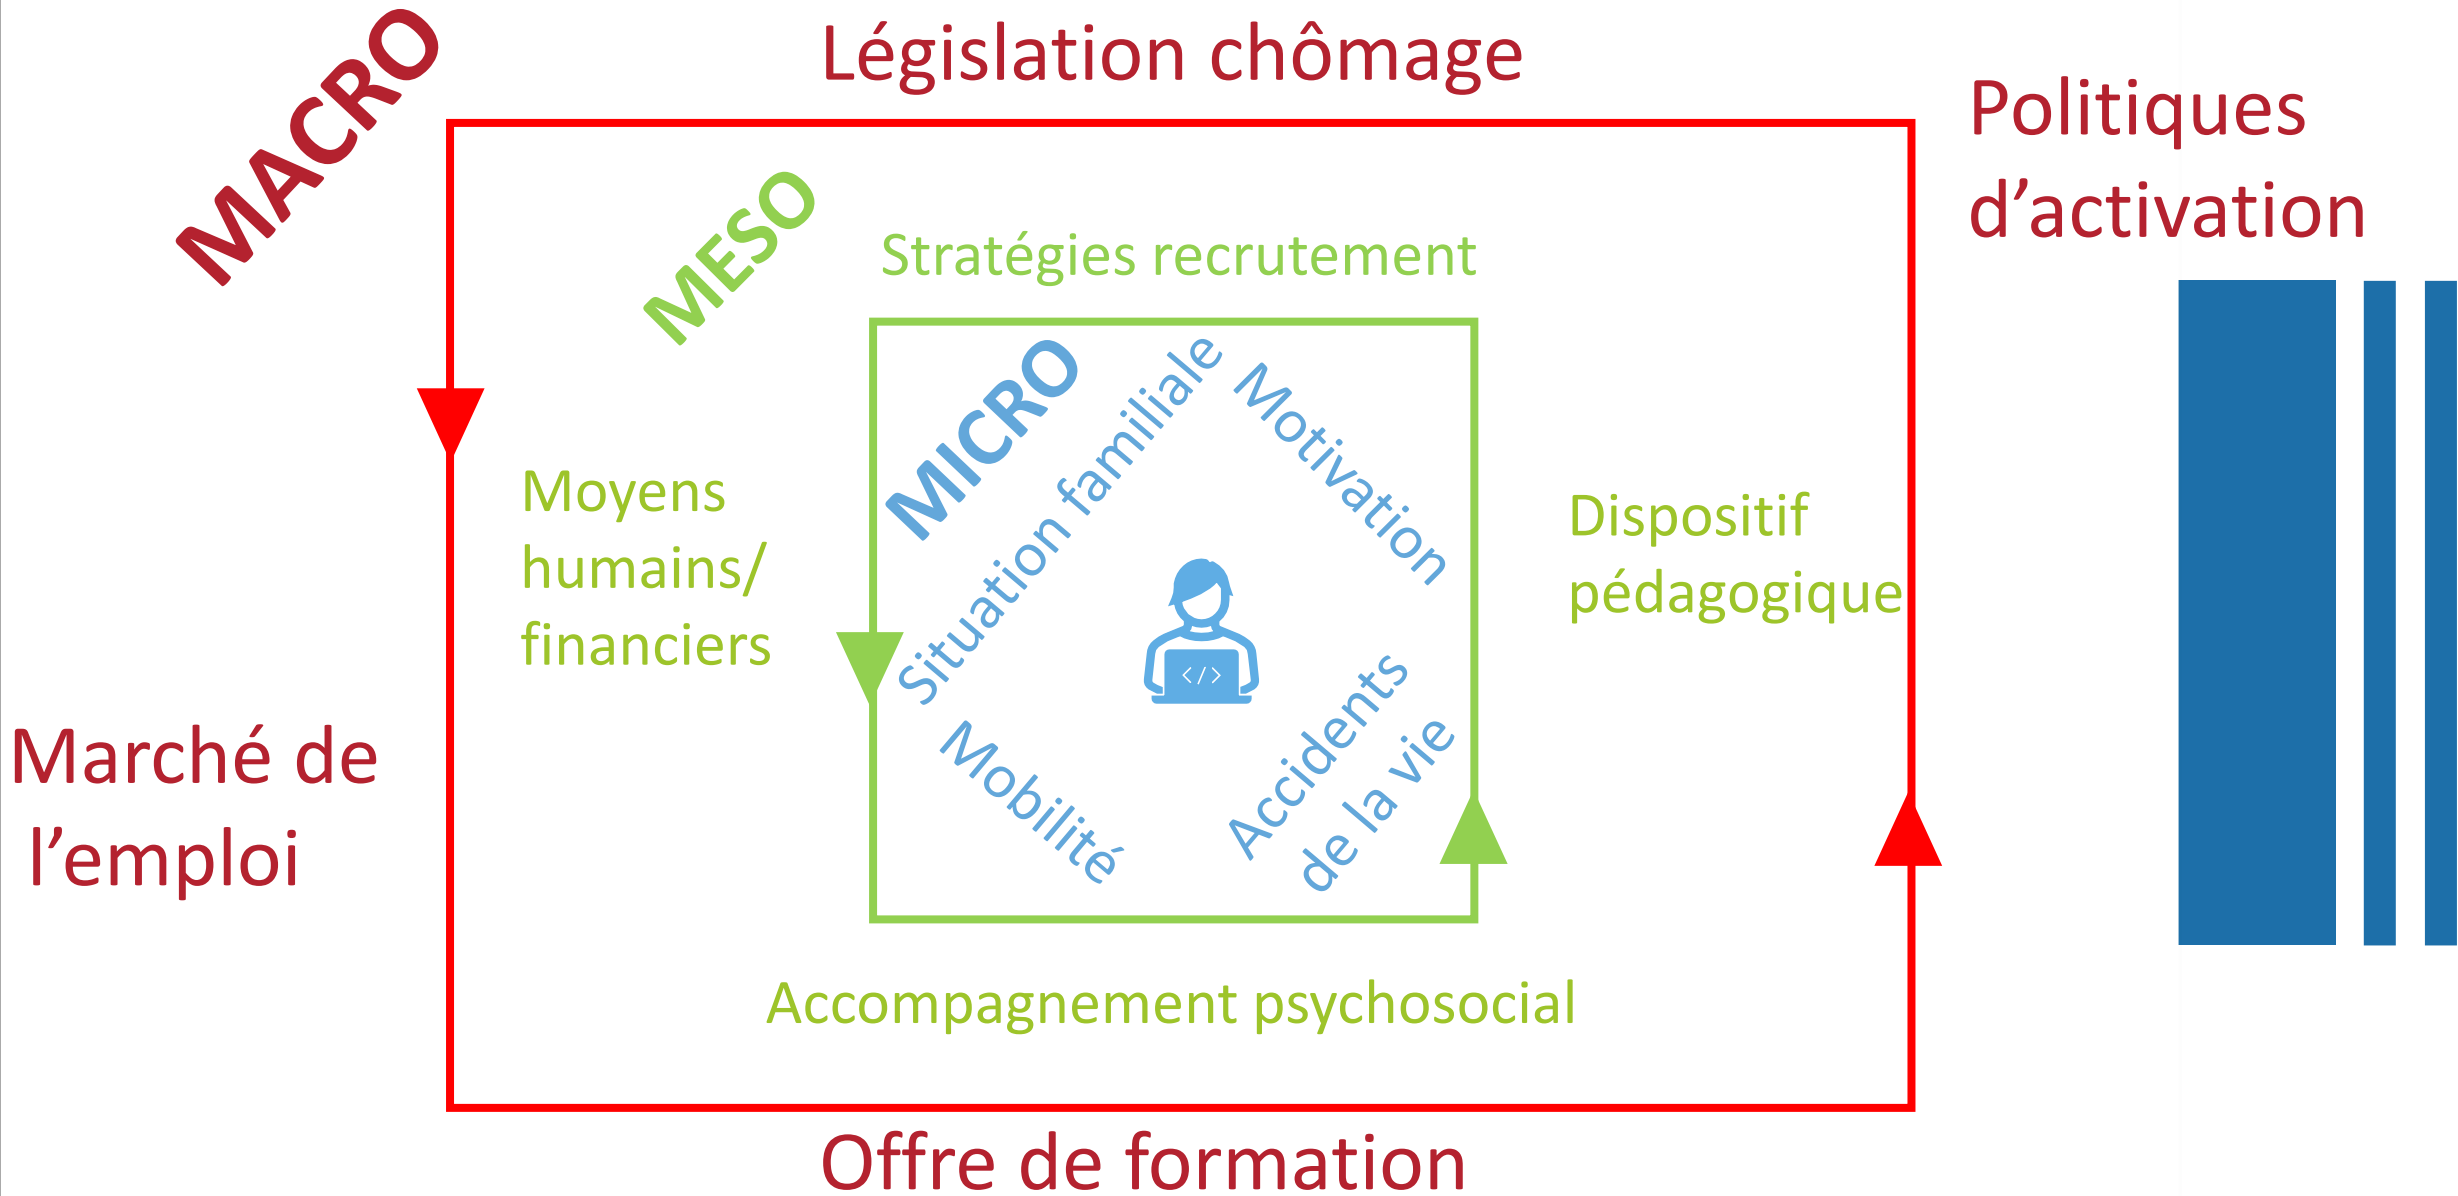 MACRO
Législation chômage
Politiques
d’activation
MESO
Stratégies recrutement
MICRO
Situation familiale
Motivation
Moyens
humains/
financiers
Dispositif
pédagogique
</>
Mobilité
Accidents
de la vie
Marché de
l’emploi
Accompagnement psychosocial
Offre de formation